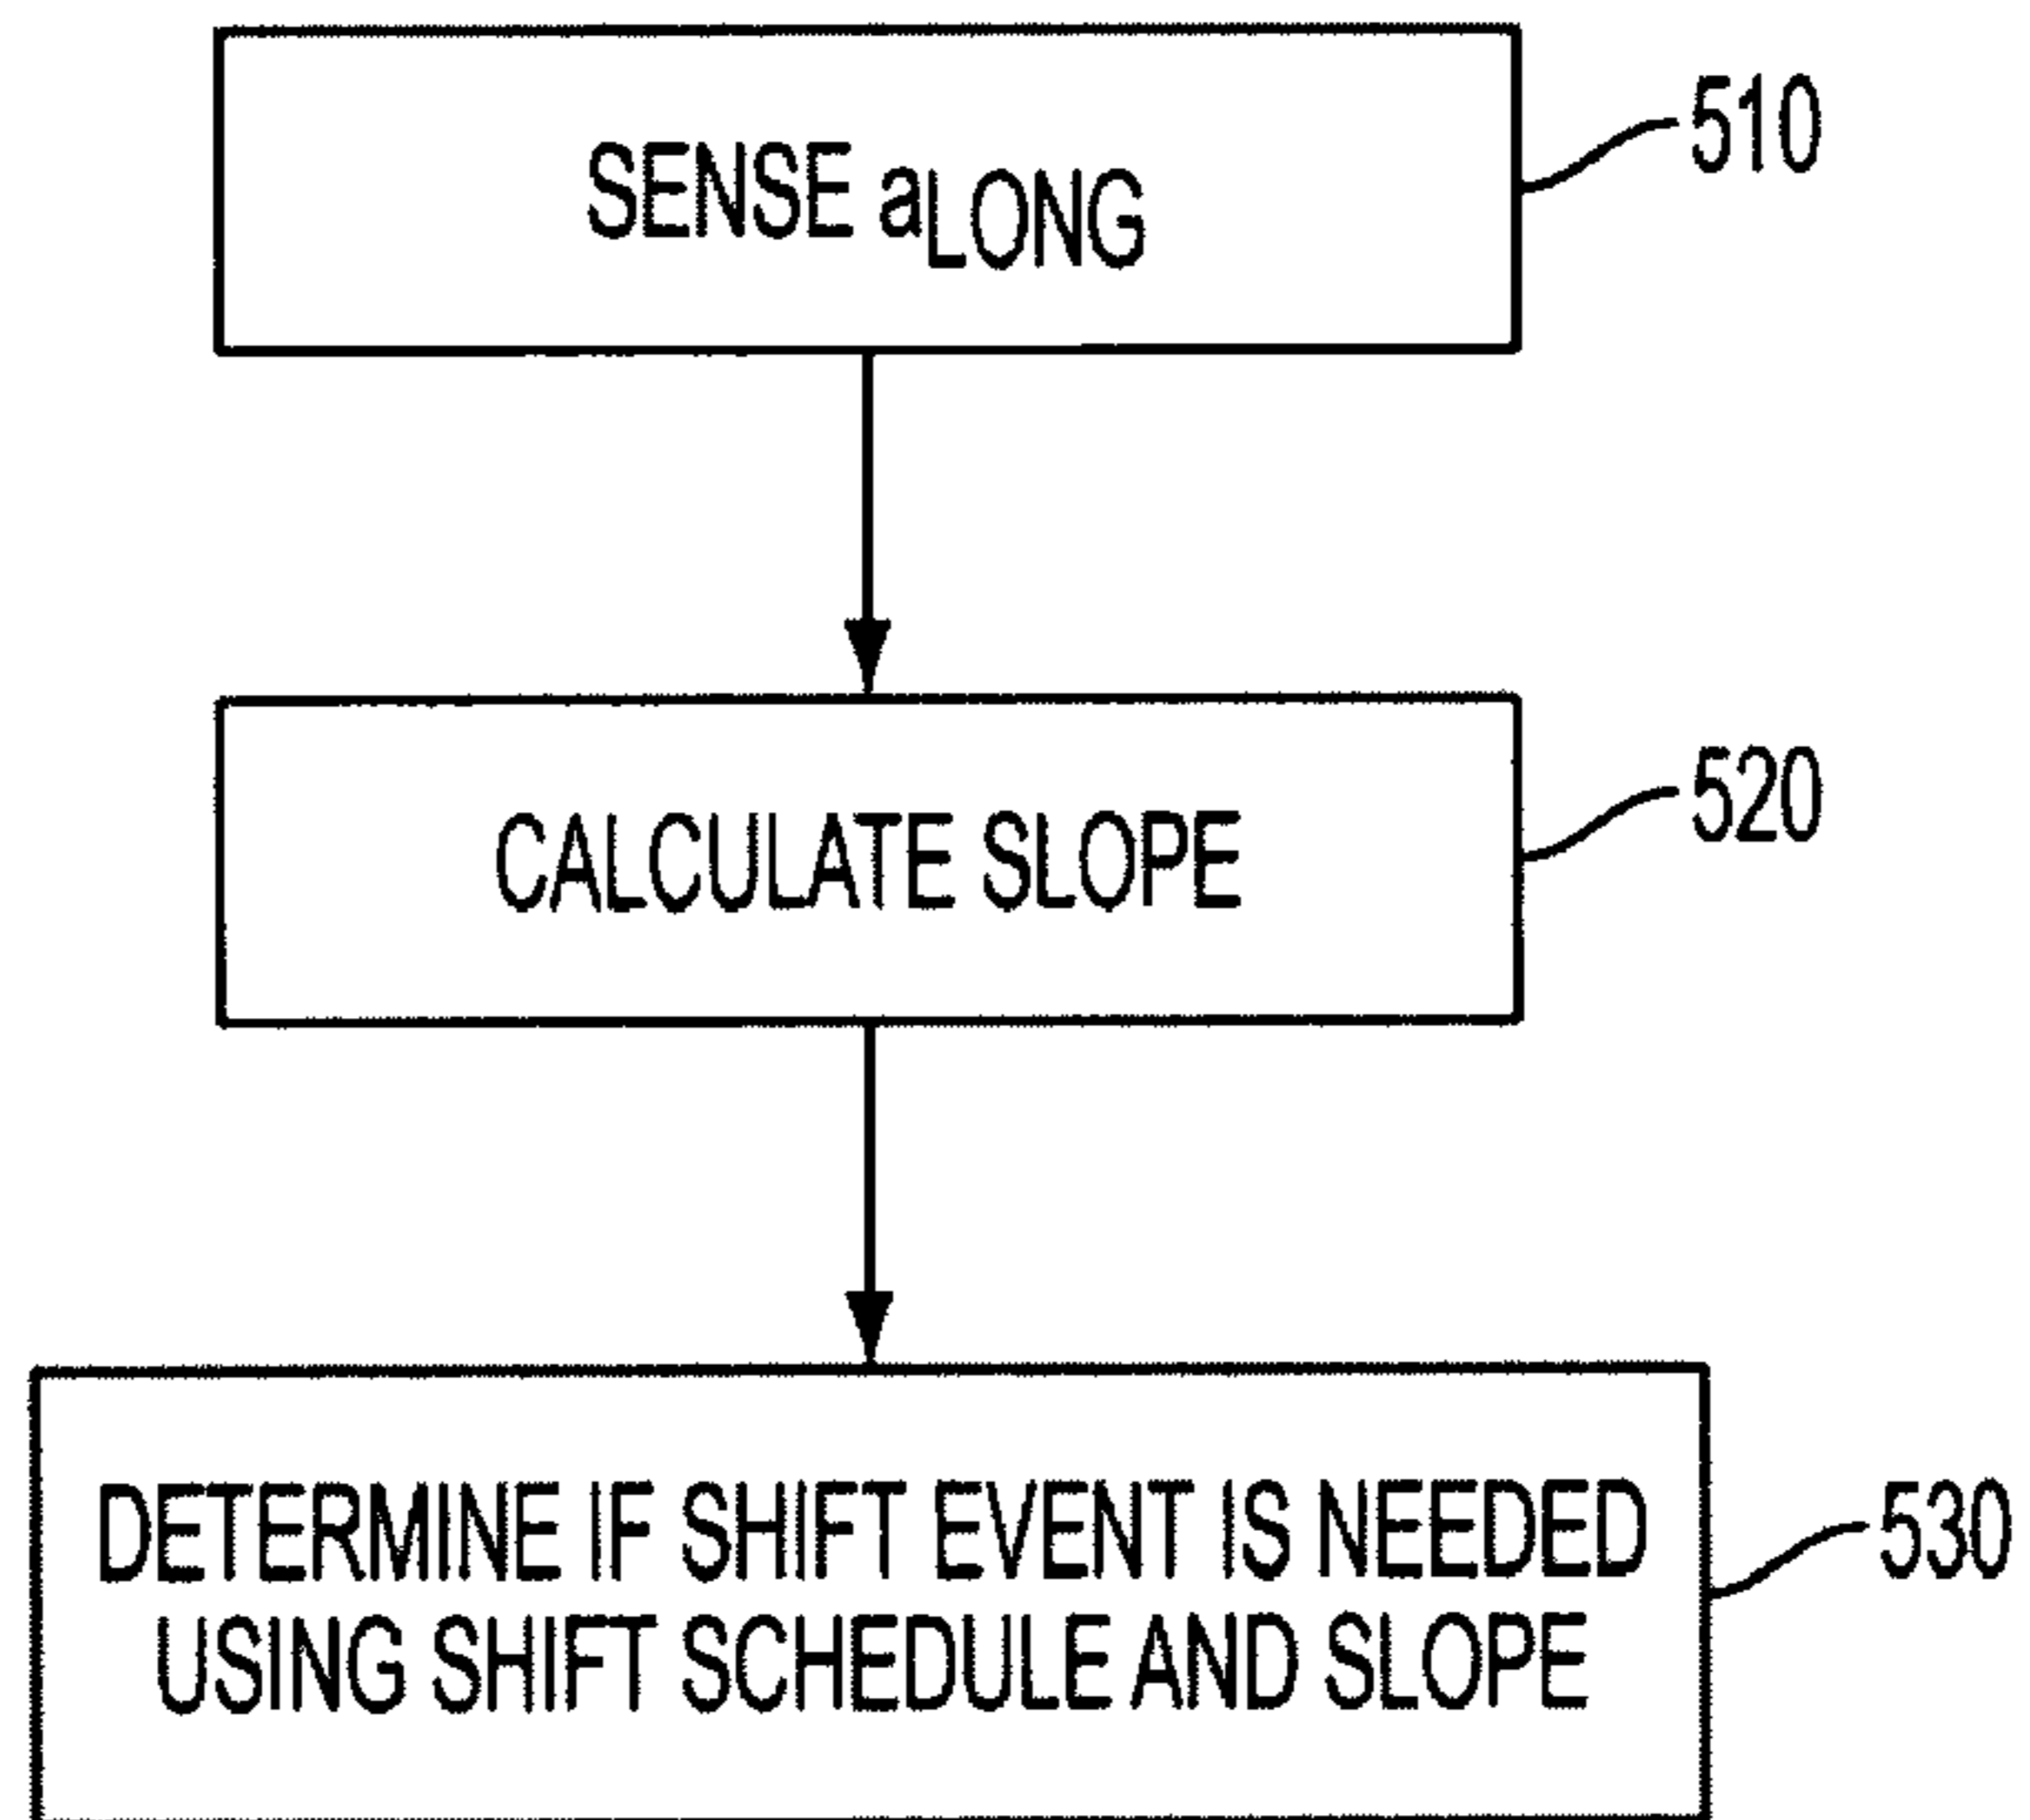 SENSE aLONG
510
CALCULATE SLOPE
520
DETERMINE IF SHIFT EVENT IS NEEDED
USING SHIFT SCHEDULE AND SLOPE
530